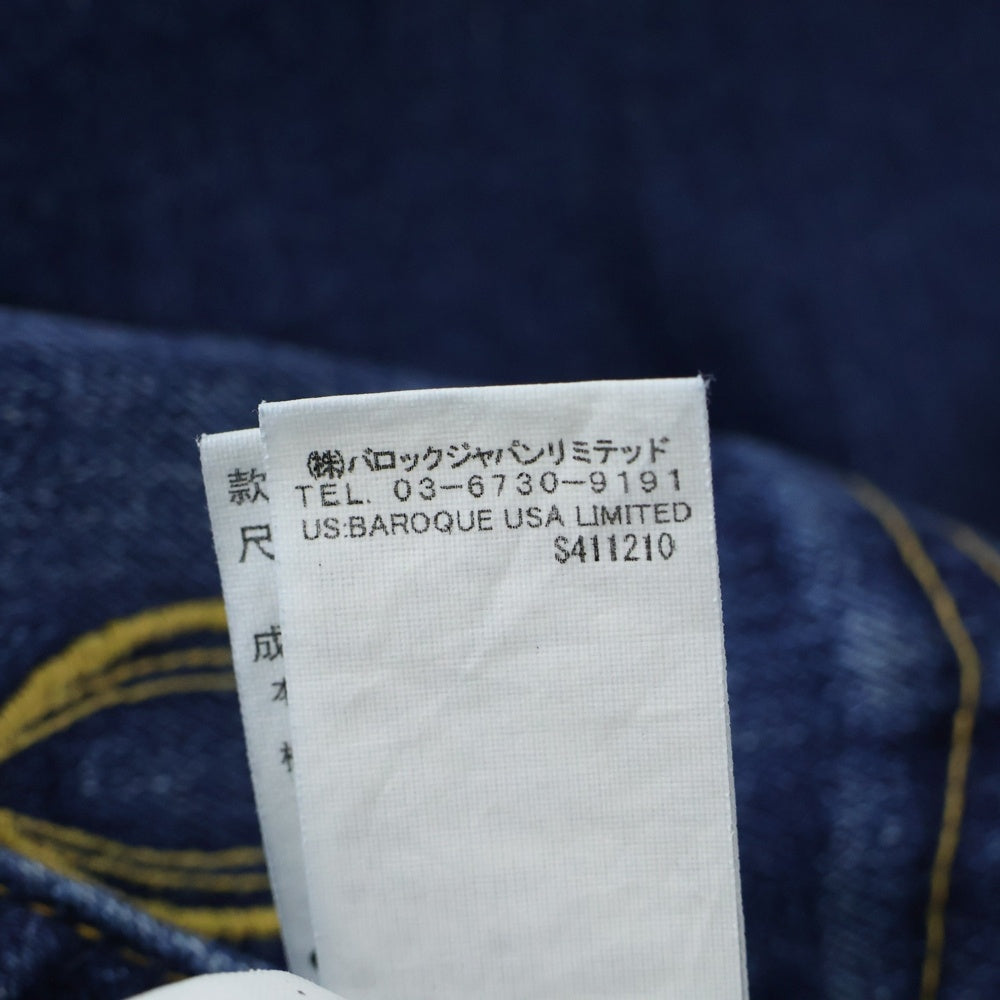 ㈱バロックジャパンリミテッド
TEL. 03-6730-9191
US:BAROQUE USA LIMITED
S411210
款
尺
成